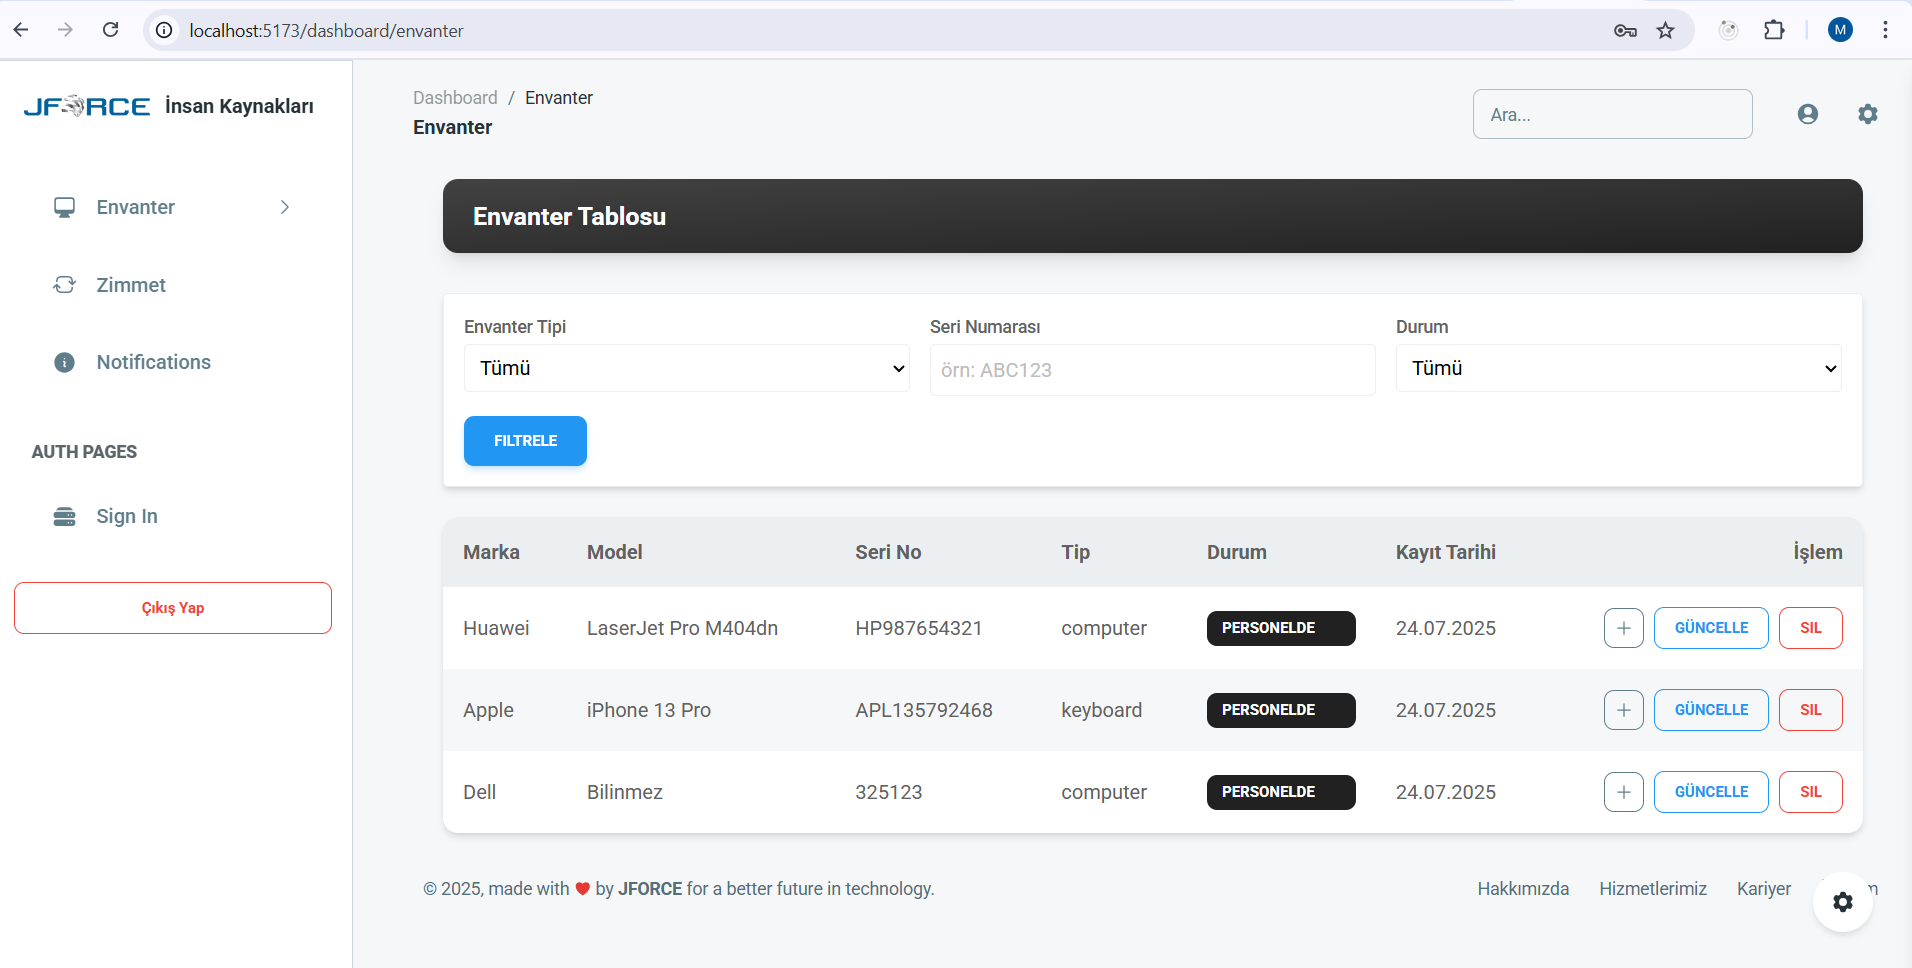 localhost:5173/dashboard/envanter
M
JFORCE İnsan Kaynakları
Envanter
Zimmet
Notifications
AUTH PAGES
Sign In
Çıkış Yap
Dashboard / Envanter
Envanter
Ara...
Envanter Tablosu
Envanter Tipi Seri Numarası Durum
Tümü örn: ABC123 Tümü
FILTRELE
Marka Model Seri No Tip Durum Kayıt Tarihi İşlem
Huawei LaserJet Pro M404dn HP987654321 computer PERSONELDE 24.07.2025 + GÜNCELLE SIL
Apple iPhone 13 Pro APL135792468 keyboard PERSONELDE 24.07.2025 + GÜNCELLE SIL
Dell Bilinmez 325123 computer PERSONELDE 24.07.2025 + GÜNCELLE SIL
© 2025, made with ❤ by JFORCE for a better future in technology.
Hakkımızda Hizmetlerimiz Kariyer